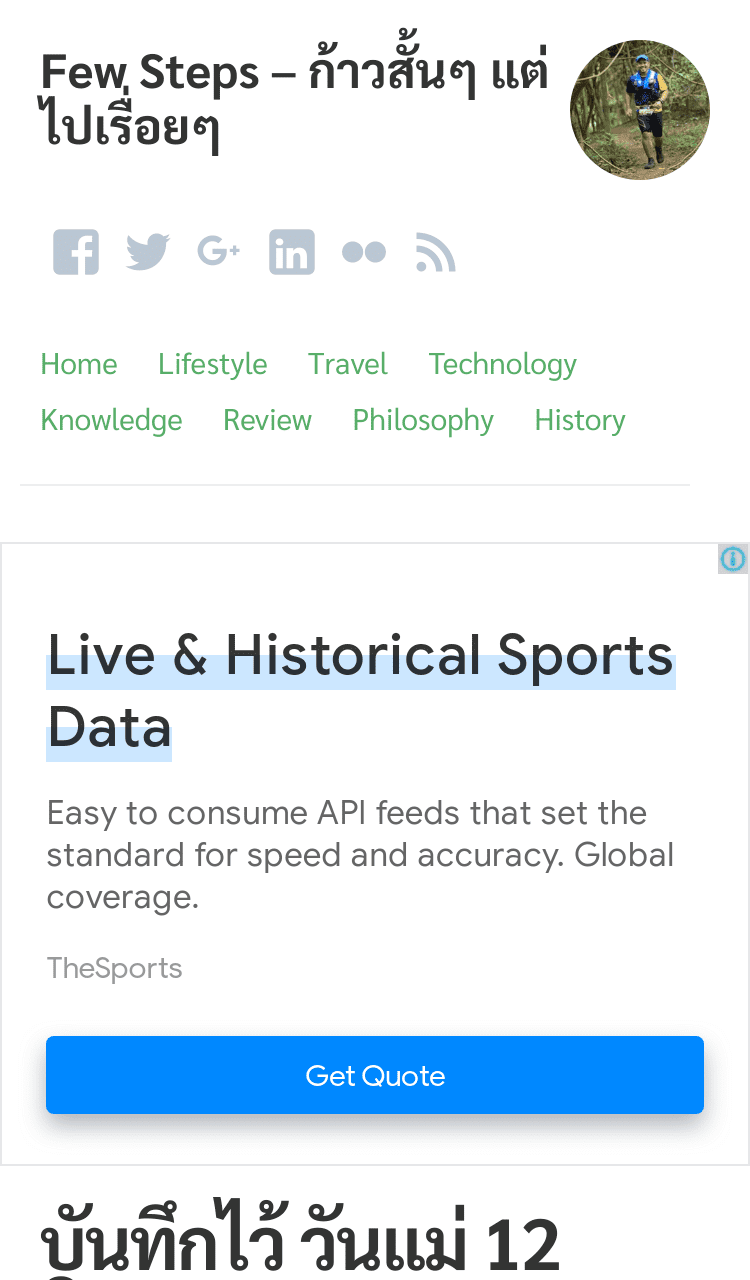 Few Steps – ก้าวสั้นๆ แต่
ไปเรื่อยๆ
Home Lifestyle Travel Technology
Knowledge Review Philosophy History
Live & Historical Sports
Data
Easy to consume API feeds that set the
standard for speed and accuracy. Global
coverage.
TheSports
Get Quote
บันทึกไว้ วันแม่ 12